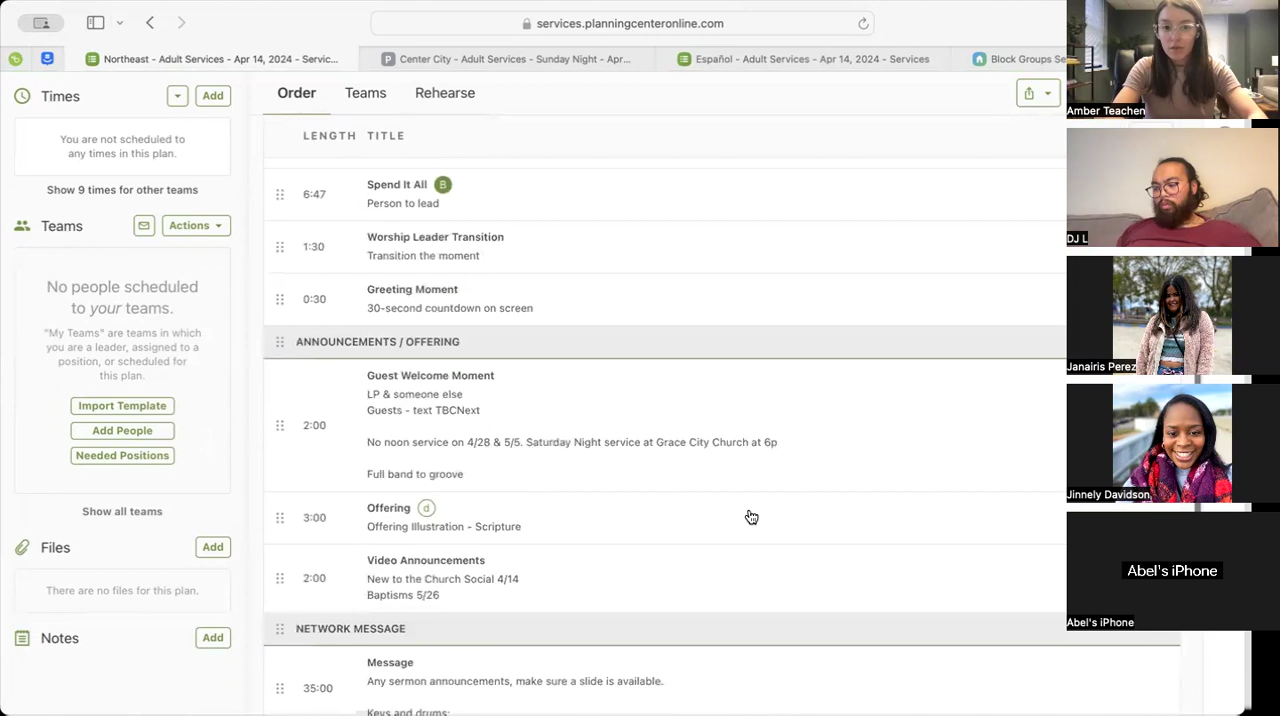 services.planningcenteronline.com
Northeast - Adult Services - Apr 14, 2024 - Servic...
Center City - Adult Services - Sunday Night - Apr...
Español - Adult Services - Apr 14, 2024 - Services
Block Groups Se
Times
Add
You are not scheduled to
any times in this plan.
Show 9 times for other teams
Teams
Actions
No people scheduled
to your teams.
"My Teams" are teams in which
you are a leader, assigned to a
position, or scheduled for
this plan.
Import Template
Add People
Needed Positions
Show all teams
Files
Add
There are no files for this plan.
Notes
Add
Order
Teams
Rehearse
LENGTH TITLE
6:47
Spend It All B
Person to lead
1:30
Worship Leader Transition
Transition the moment
0:30
Greeting Moment
30-second countdown on screen
ANNOUNCEMENTS / OFFERING
2:00
Guest Welcome Moment
LP & someone else
Guests - text TBCNext
No noon service on 4/28 & 5/5. Saturday Night service at Grace City Church at 6p
Full band to groove
3:00
Offering d
Offering Illustration - Scripture
2:00
Video Announcements
New to the Church Social 4/14
Baptisms 5/26
NETWORK MESSAGE
35:00
Message
Any sermon announcements, make sure a slide is available.
Keys and drums:
Amber Teachen
DJ L
Janairis Perez
Jinnely Davidson
Abel's iPhone
Abel's iPhone